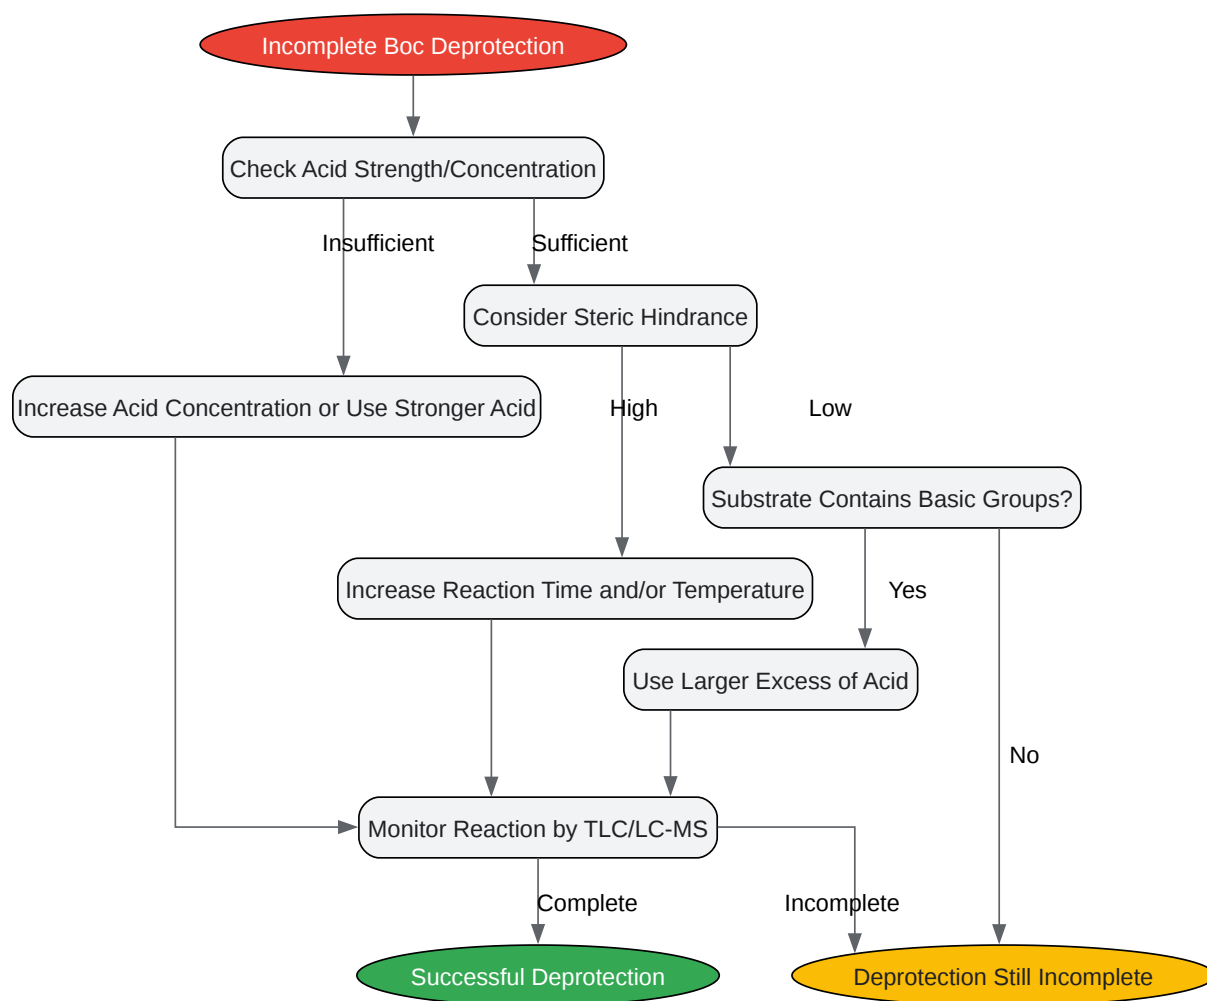 Incomplete Boc Deprotection
Check Acid Strength/Concentration
Insufficient
Sufficient
Consider Steric Hindrance
Increase Acid Concentration or Use Stronger Acid
High
Low
Substrate Contains Basic Groups?
Increase Reaction Time and/or Temperature
Yes
Use Larger Excess of Acid
No
Monitor Reaction by TLC/LC-MS
Complete
Incomplete
Successful Deprotection
Deprotection Still Incomplete